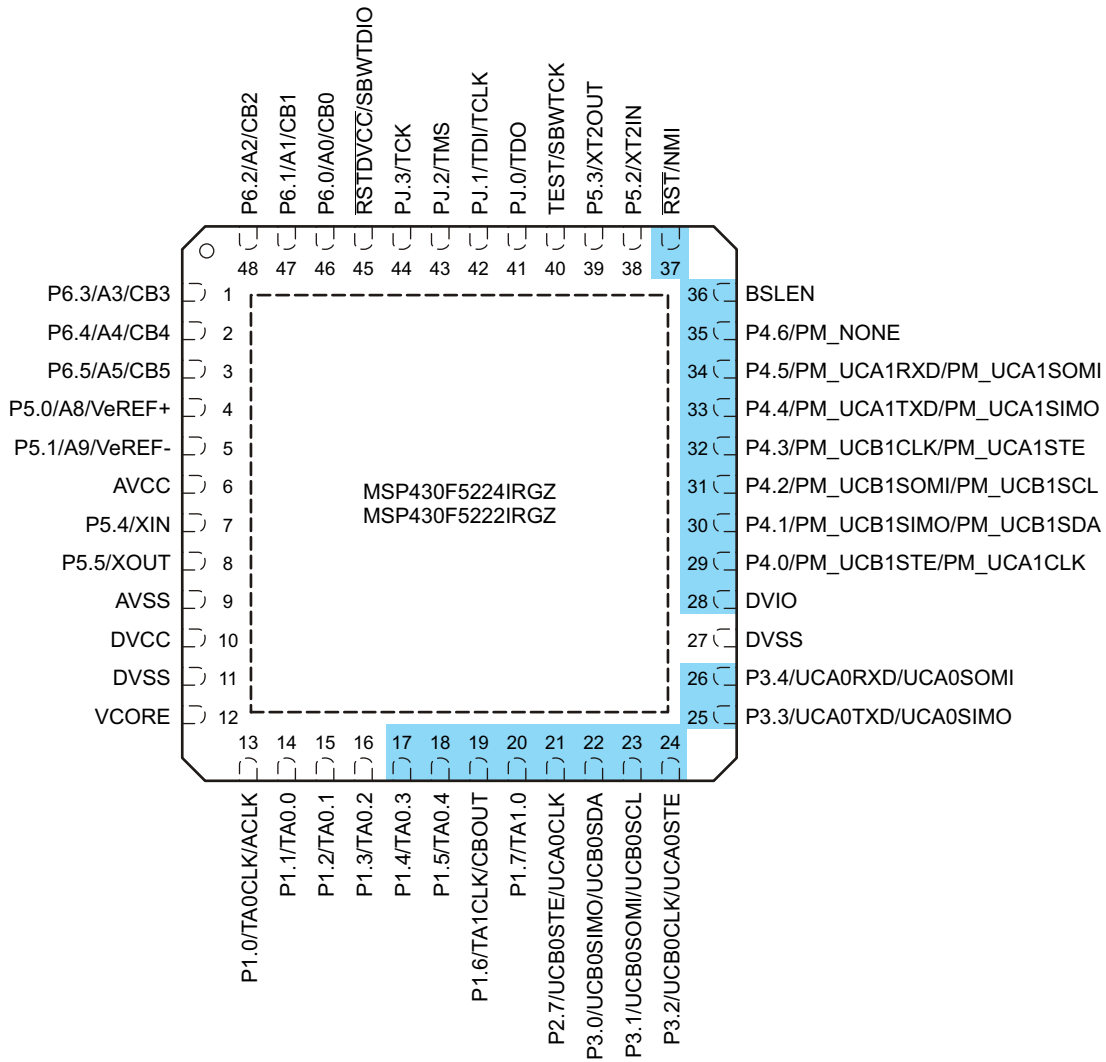 P6.2/A2/CB2
P6.1/A1/CB1
P6.0/A0/CB0
RSTDVCC/SBWTDIO
PJ.3/TCK
PJ.2/TMS
PJ.1/TDI/TCLK
PJ.0/TDO
TEST/SBWTCK
P5.3/XT2OUT
P5.2/XT2IN
RST/NMI
48 47 46 45 44 43 42 41 40 39 38 37
P6.3/A3/CB3 1
P6.4/A4/CB4 2
P6.5/A5/CB5 3
P5.0/A8/VeREF+ 4
P5.1/A9/VeREF- 5
AVCC 6
P5.4/XIN 7
P5.5/XOUT 8
AVSS 9
DVCC 10
DVSS 11
VCORE 12
MSP430F5224IRGZ
MSP430F5222IRGZ
36 BSLEN
35 P4.6/PM_NONE
34 P4.5/PM_UCA1RXD/PM_UCA1SOMI
33 P4.4/PM_UCA1TXD/PM_UCA1SIMO
32 P4.3/PM_UCB1CLK/PM_UCA1STE
31 P4.2/PM_UCB1SOMI/PM_UCB1SCL
30 P4.1/PM_UCB1SIMO/PM_UCB1SDA
29 P4.0/PM_UCB1STE/PM_UCA1CLK
28 DVIO
27 DVSS
26 P3.4/UCA0RXD/UCA0SOMI
25 P3.3/UCA0TXD/UCA0SIMO
13 14 15 16 17 18 19 20 21 22 23 24
P1.0/TA0CLK/ACLK
P1.1/TA0.0
P1.2/TA0.1
P1.3/TA0.2
P1.4/TA0.3
P1.5/TA0.4
P1.6/TA1CLK/CBOUT
P1.7/TA1.0
P2.7/UCB0STE/UCA0CLK
P3.0/UCB0SIMO/UCB0SDA
P3.1/UCB0SOMI/UCB0SCL
P3.2/UCB0CLK/UCA0STE